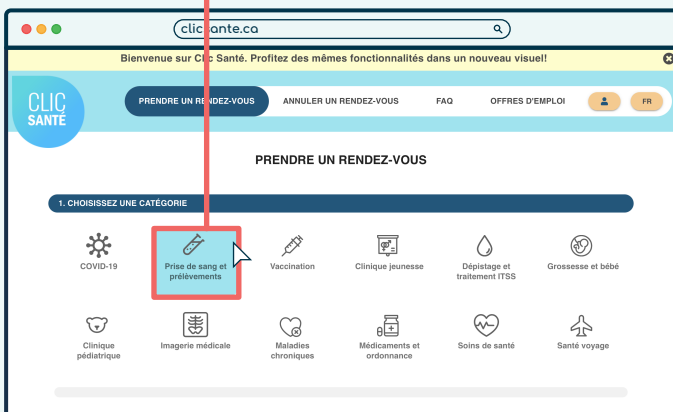 clicsante.ca
Bienvenue sur Clic Santé. Profitez des mêmes fonctionnalités dans un nouveau visuel!
CLIC
SANTÉ
PRENDRE UN RENDEZ-VOUS
ANNULER UN RENDEZ-VOUS
FAQ
OFFRES D'EMPLOI
FR
PRENDRE UN RENDEZ-VOUS
1. CHOISISSEZ UNE CATÉGORIE
COVID-19
Prise de sang et
prélèvements
Vaccination
Clinique jeunesse
Dépistage et
traitement ITSS
Grossesse et bébé
Clinique
pédiatrique
Imagerie médicale
Maladies
chroniques
Médicaments et
ordonnance
Soins de santé
Santé voyage